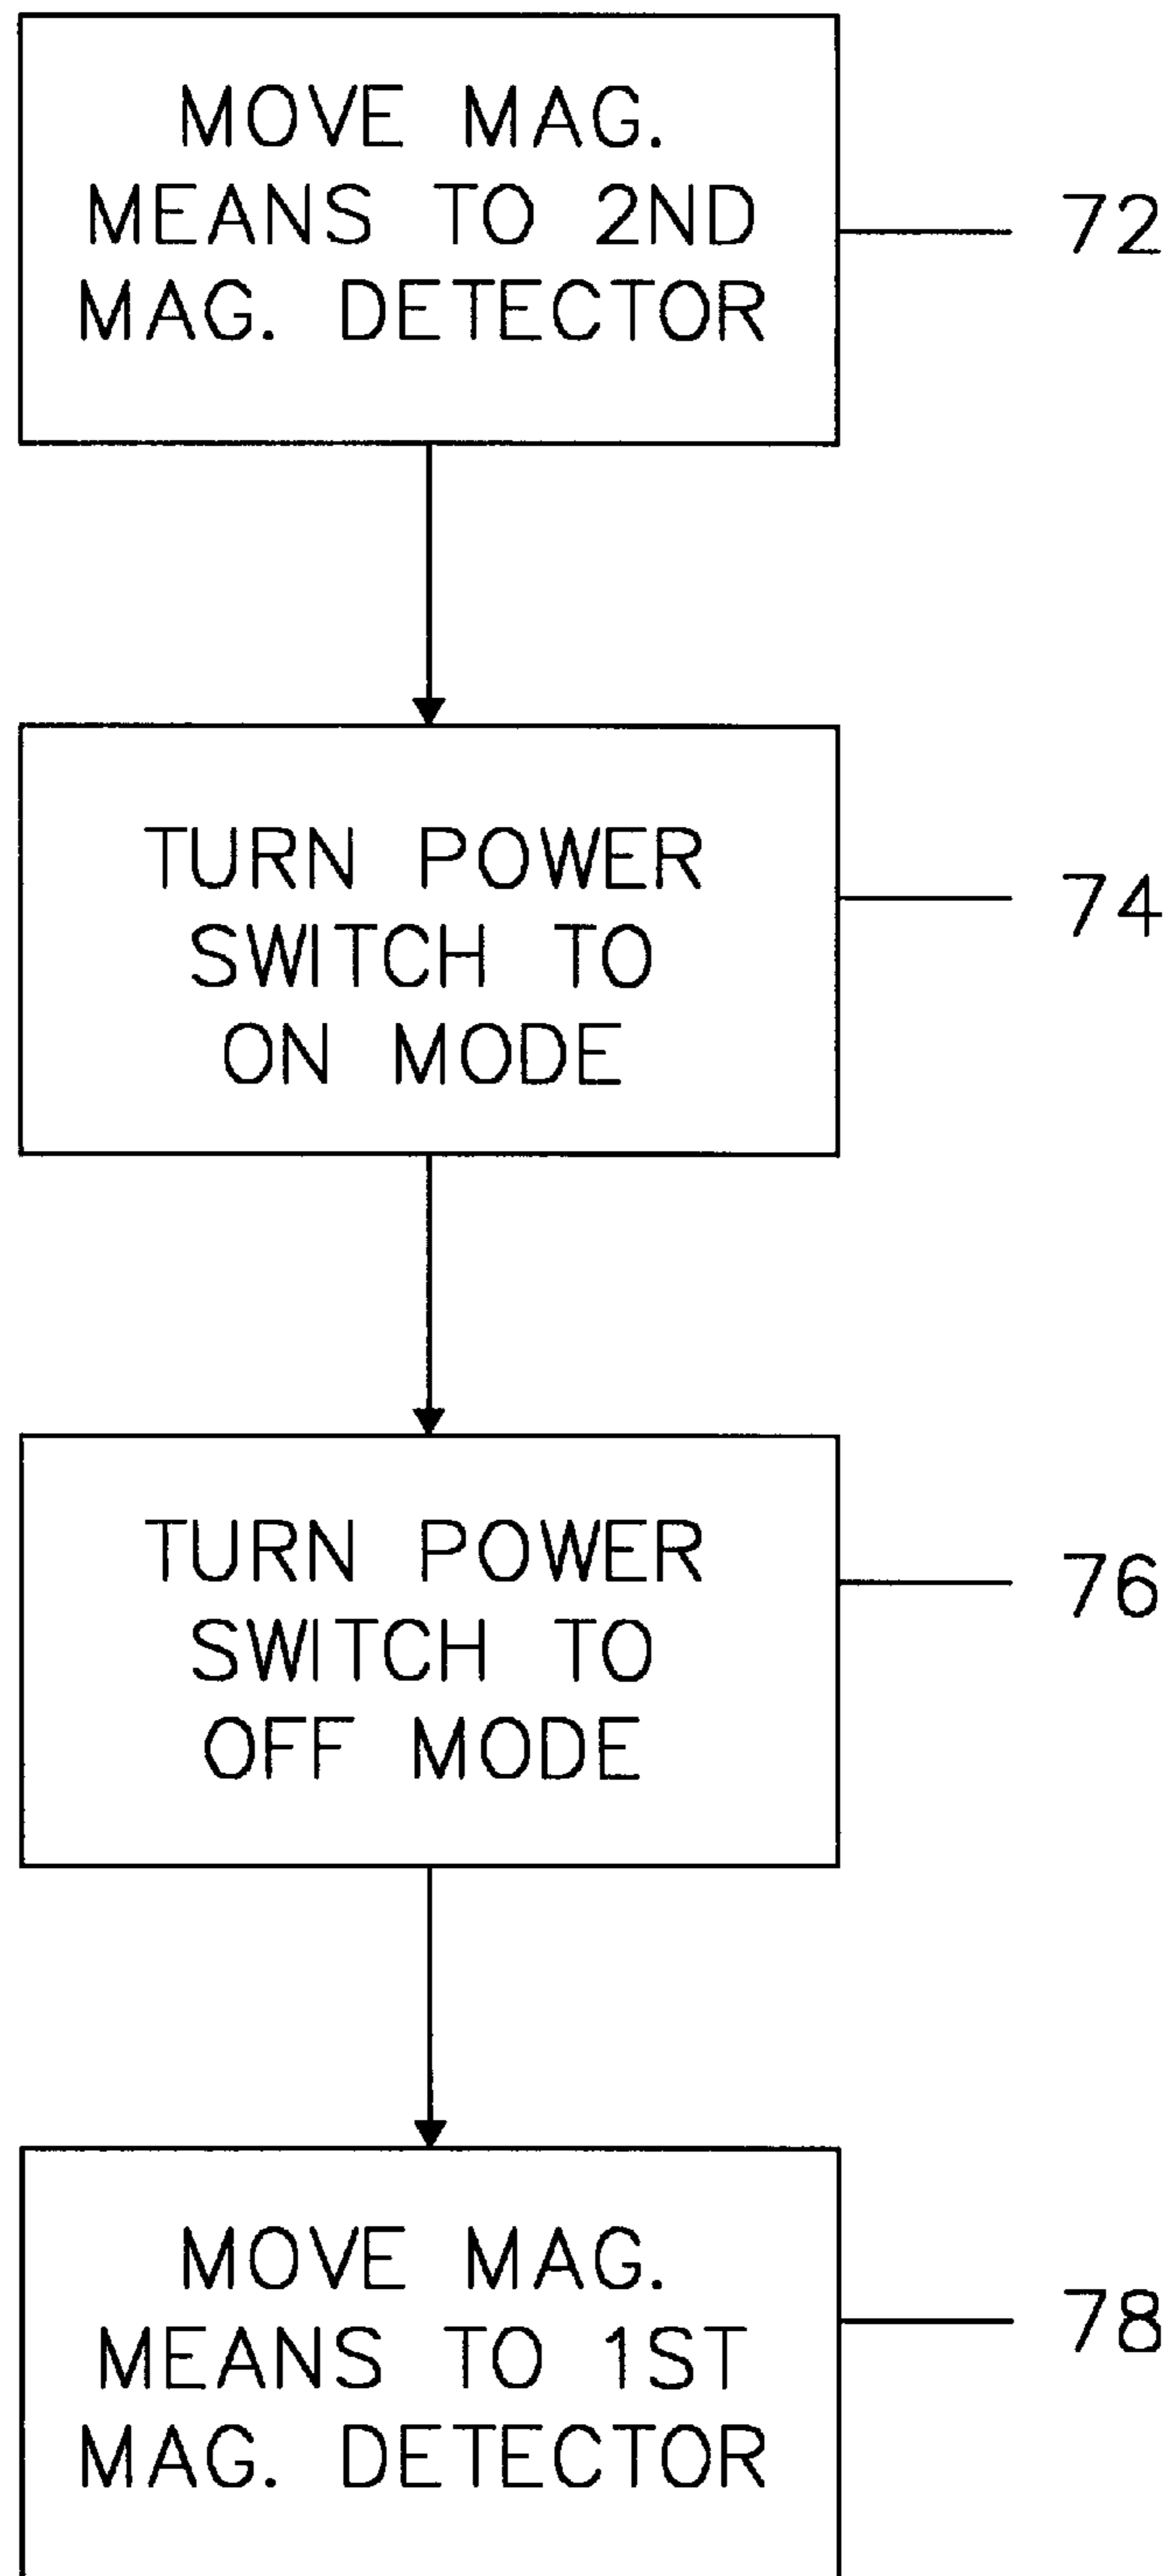 MOVE MAG.
MEANS TO 2ND
MAG. DETECTOR
72
TURN POWER
SWITCH TO
ON MODE
74
TURN POWER
SWITCH TO
OFF MODE
76
MOVE MAG.
MEANS TO 1ST
MAG. DETECTOR
78